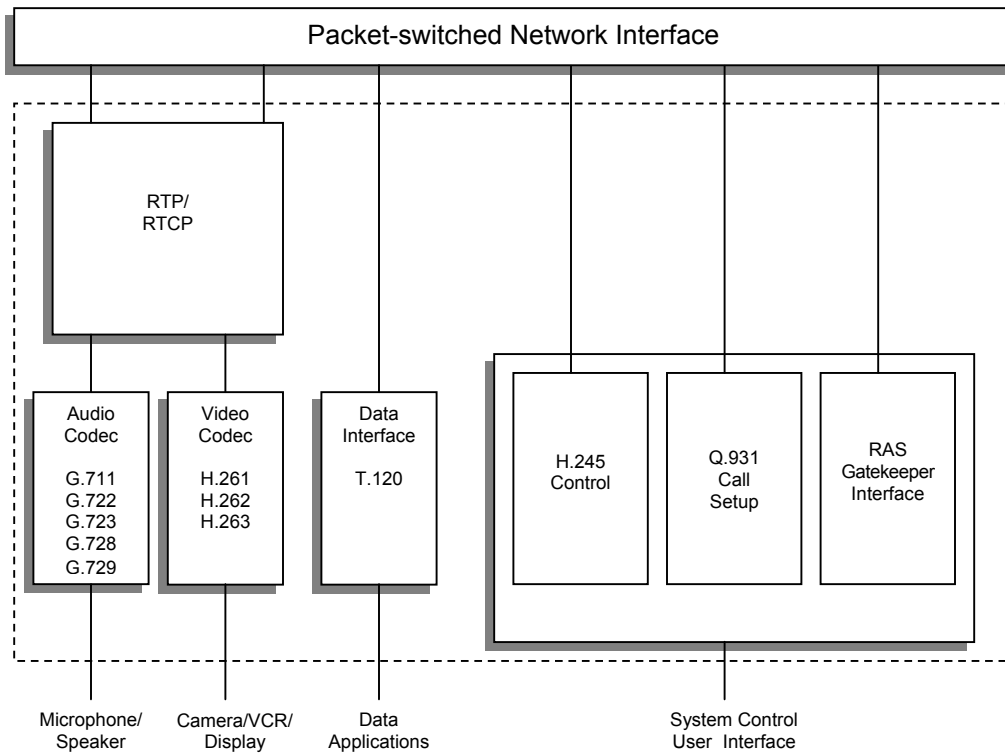 Packet-switched Network Interface
RTP/
RTCP
Audio
Codec
G.711
G.722
G.723
G.728
G.729
Video
Codec
H.261
H.262
H.263
Data
Interface
T.120
H.245
Control
Q.931
Call
Setup
RAS
Gatekeeper
Interface
Microphone/
Speaker
Camera/VCR/
Display
Data
Applications
System Control
User Interface